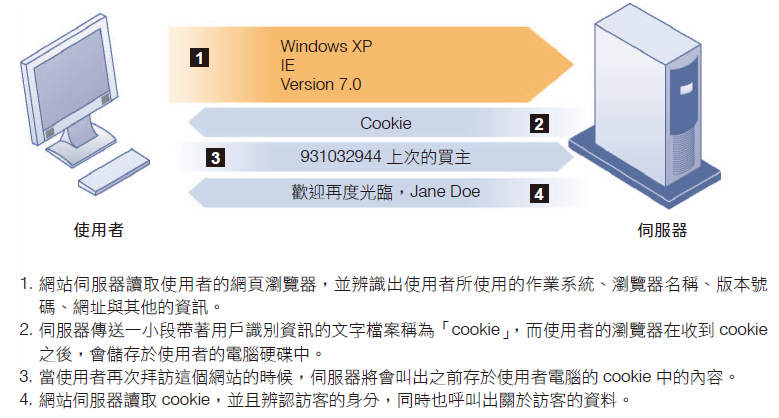 1
Windows XP
IE
Version 7.0
Cookie 2
3 931032944 上次的買主
歡迎再度光臨，Jane Doe 4
使用者 伺服器
1. 網站伺服器讀取使用者的網頁瀏覽器，並辨識出使用者所使用的作業系統、瀏覽器名稱、版本號
碼、網址與其他的資訊。
2. 伺服器傳送一小段帶著用戶識別資訊的文字檔案稱為「cookie」，而使用者的瀏覽器在收到 cookie
之後，會儲存於使用者的電腦硬碟中。
3. 當使用者再次拜訪這個網站的時候，伺服器將會叫出之前存於使用者電腦的 cookie 中的內容。
4. 網站伺服器讀取 cookie，並且辨認訪客的身分，同時也呼叫出關於訪客的資料。